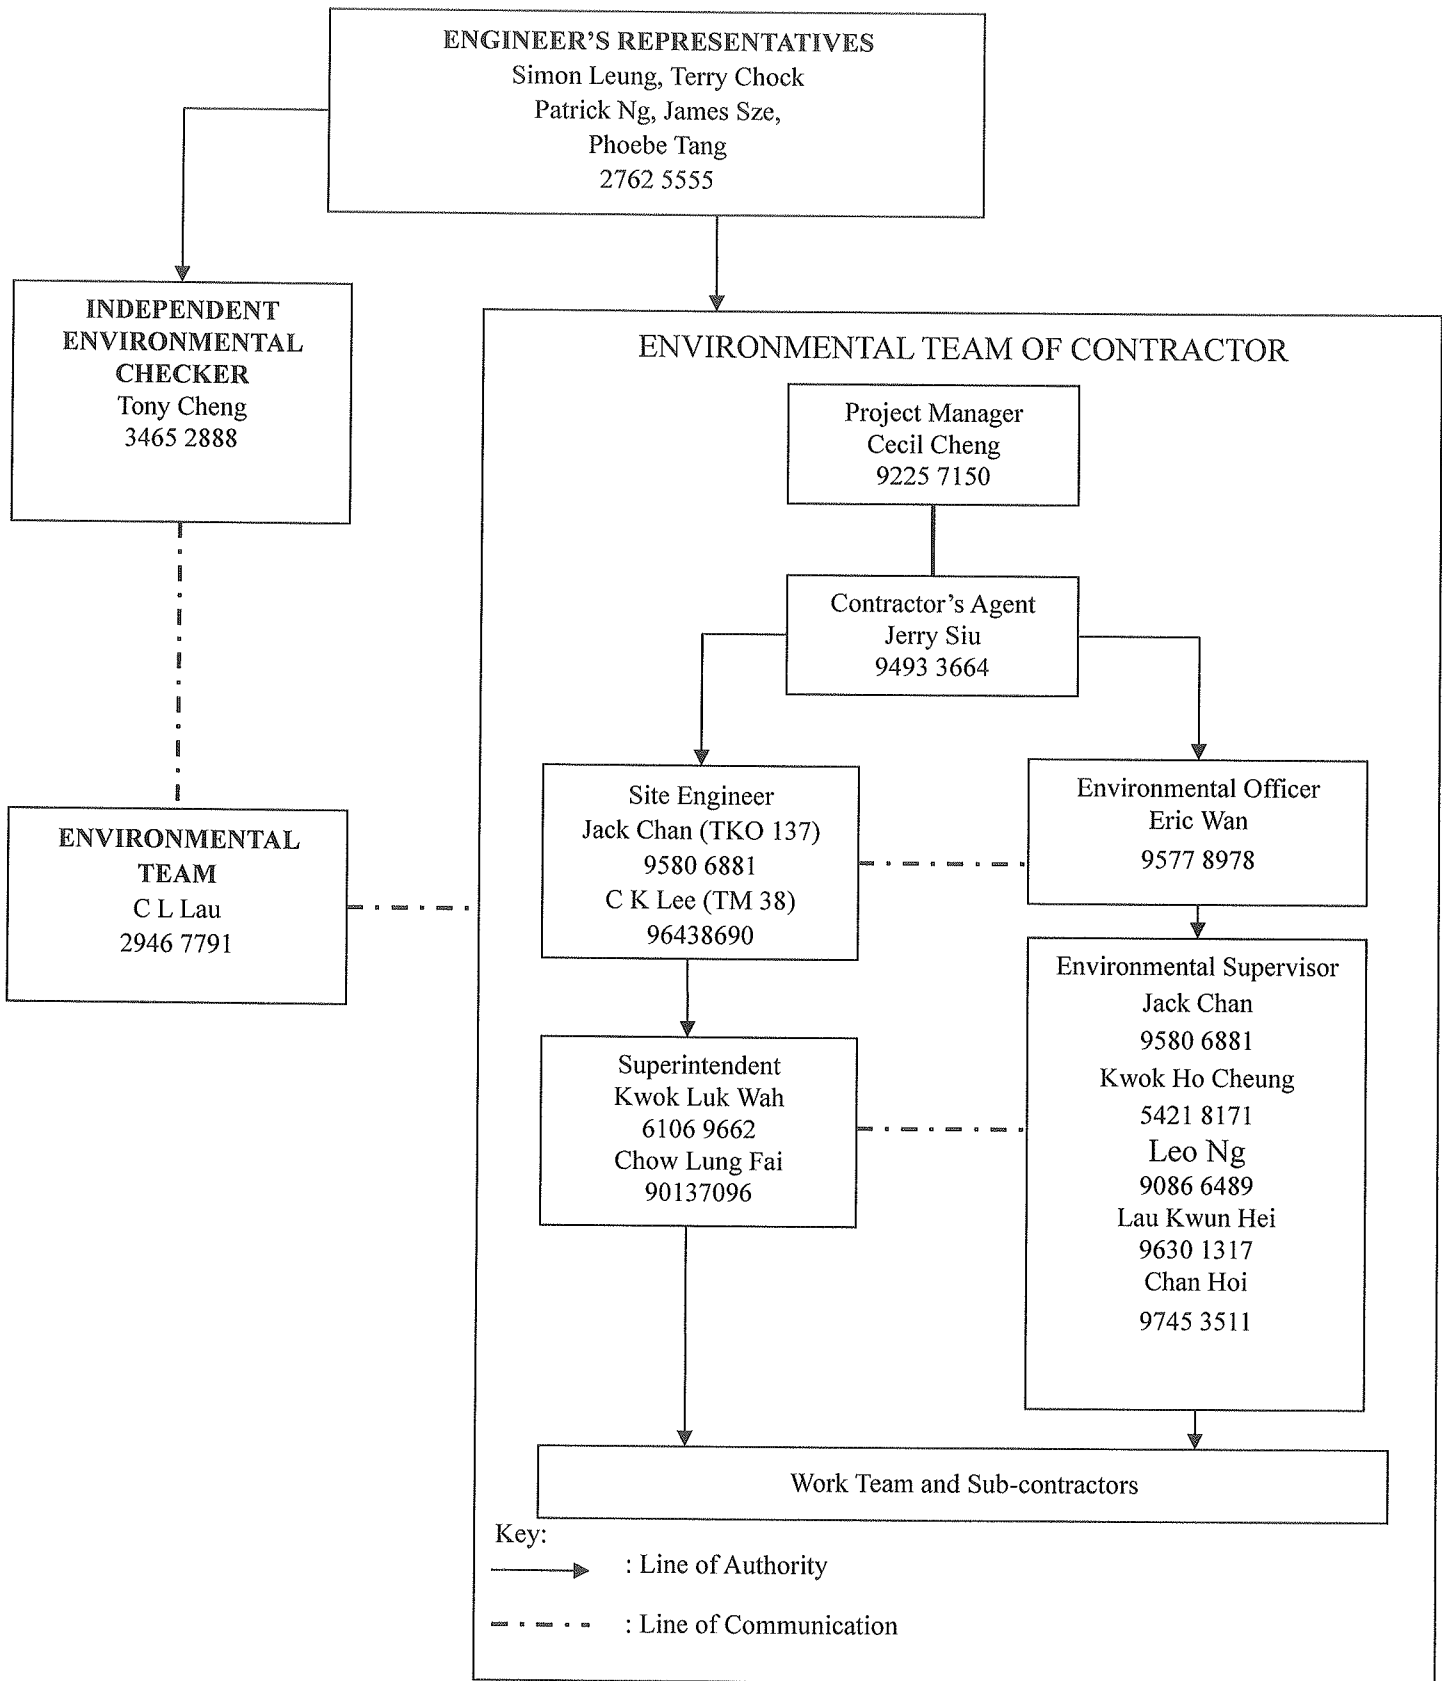 ENGINEER'S REPRESENTATIVES
Simon Leung, Terry Chock
Patrick Ng, James Sze,
Phoebe Tang
2762 5555
INDEPENDENT
ENVIRONMENTAL
CHECKER
Tony Cheng
3465 2888
ENVIRONMENTAL
TEAM
C L Lau
2946 7791
ENVIRONMENTAL TEAM OF CONTRACTOR
Project Manager
Cecil Cheng
9225 7150
Contractor's Agent
Jerry Siu
9493 3664
Site Engineer
Jack Chan (TKO 137)
9580 6881
C K Lee (TM 38)
96438690
Environmental Officer
Eric Wan
9577 8978
Superintendent
Kwok Luk Wah
6106 9662
Chow Lung Fai
90137096
Environmental Supervisor
Jack Chan
9580 6881
Kwok Ho Cheung
5421 8171
Leo Ng
9086 6489
Lau Kwun Hei
9630 1317
Chan Hoi
9745 3511
Work Team and Sub-contractors
Key:
: Line of Authority
: Line of Communication